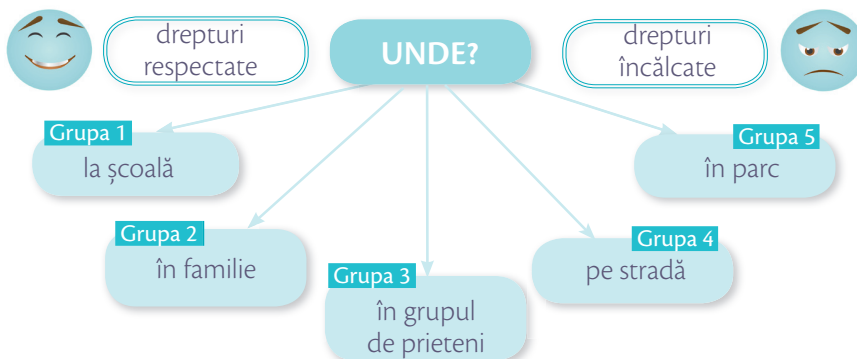 drepturi
respectate
UNDE?
drepturi
încălcate
Grupa 1
la școală
Grupa 5
în parc
Grupa 2
în familie
Grupa 4
pe stradă
Grupa 3
în grupul
de prieteni